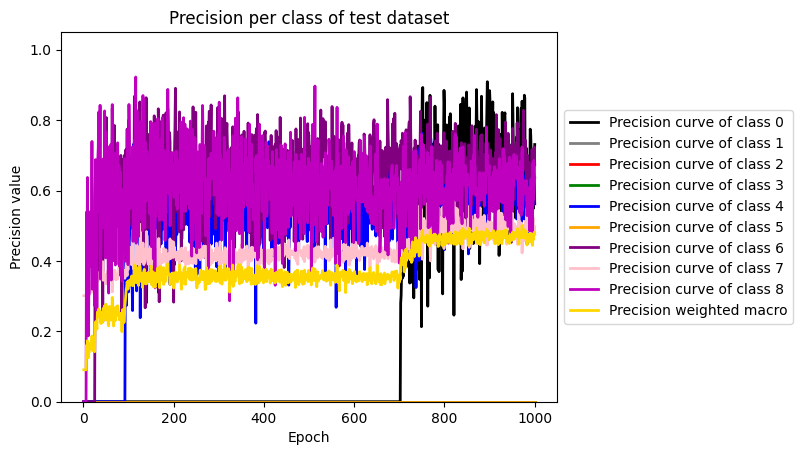 Precision per class of test dataset
Precision value
1.0
0.8
0.6
0.4
0.2
0.0
0
200
400
600
800
1000
Epoch
Precision curve of class 0
Precision curve of class 1
Precision curve of class 2
Precision curve of class 3
Precision curve of class 4
Precision curve of class 5
Precision curve of class 6
Precision curve of class 7
Precision curve of class 8
Precision weighted macro